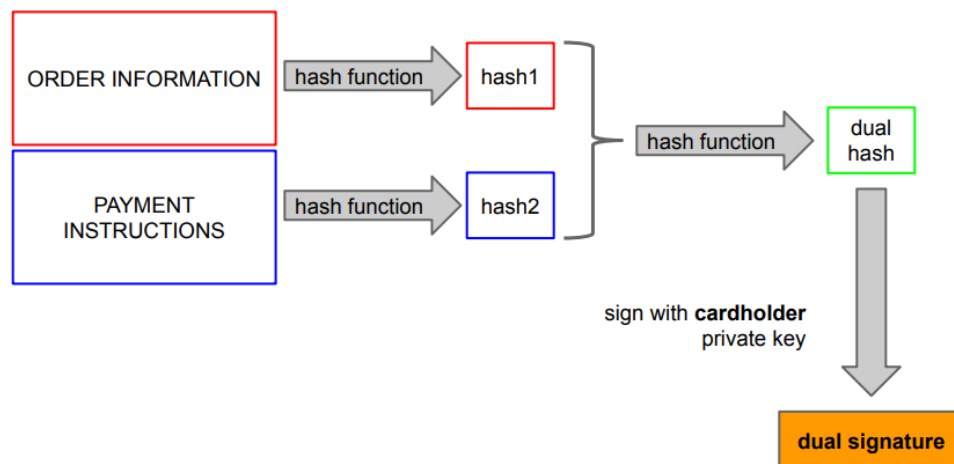 ORDER INFORMATION
hash function
hash1
hash function
dual
hash
PAYMENT
INSTRUCTIONS
hash function
hash2
sign with cardholder
private key
dual signature